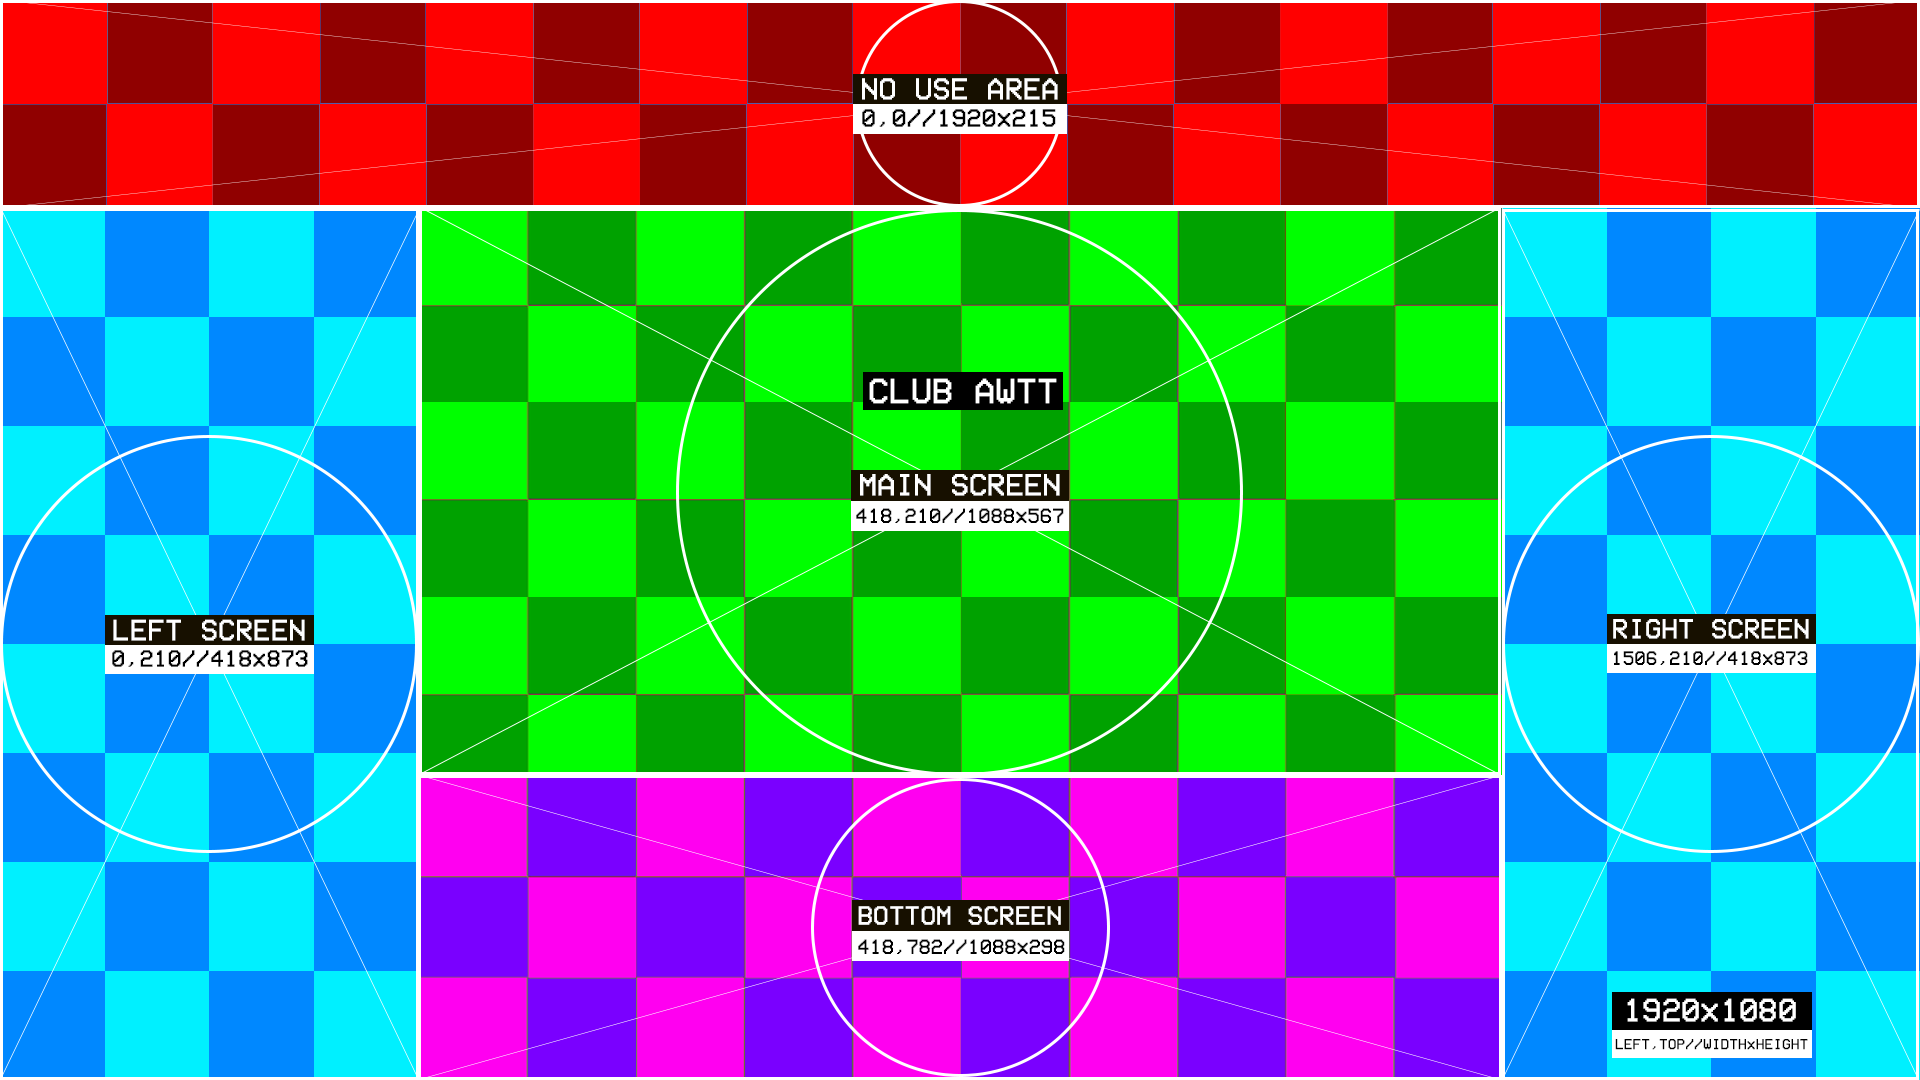 NO USE AREA
0,0//1920x215
CLUB AWTT
MAIN SCREEN
418,210//1088x567
LEFT SCREEN
0,210//418x873
RIGHT SCREEN
1506,210//418x873
BOTTOM SCREEN
418,782//1088x298
1920x1080
LEFT,TOP//WIDTHxHEIGHT